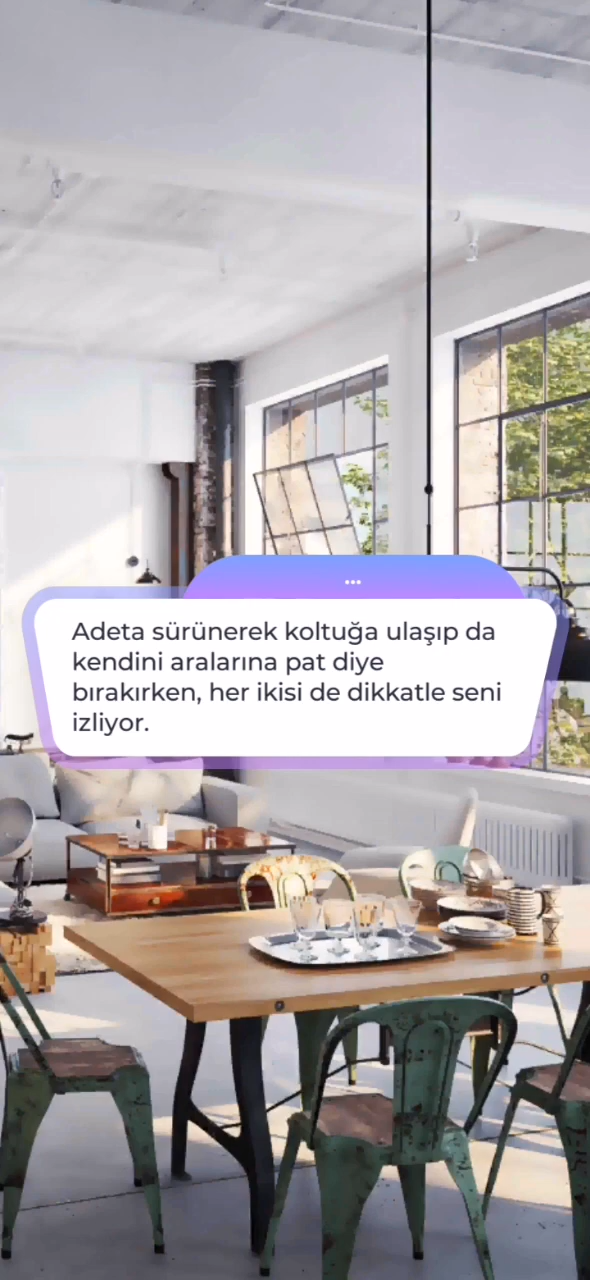 ...
Adeta sürünerek koltuğa ulaşıp da
kendini aralarına pat diye
bırakırken, her ikisi de dikkatle seni
izliyor.